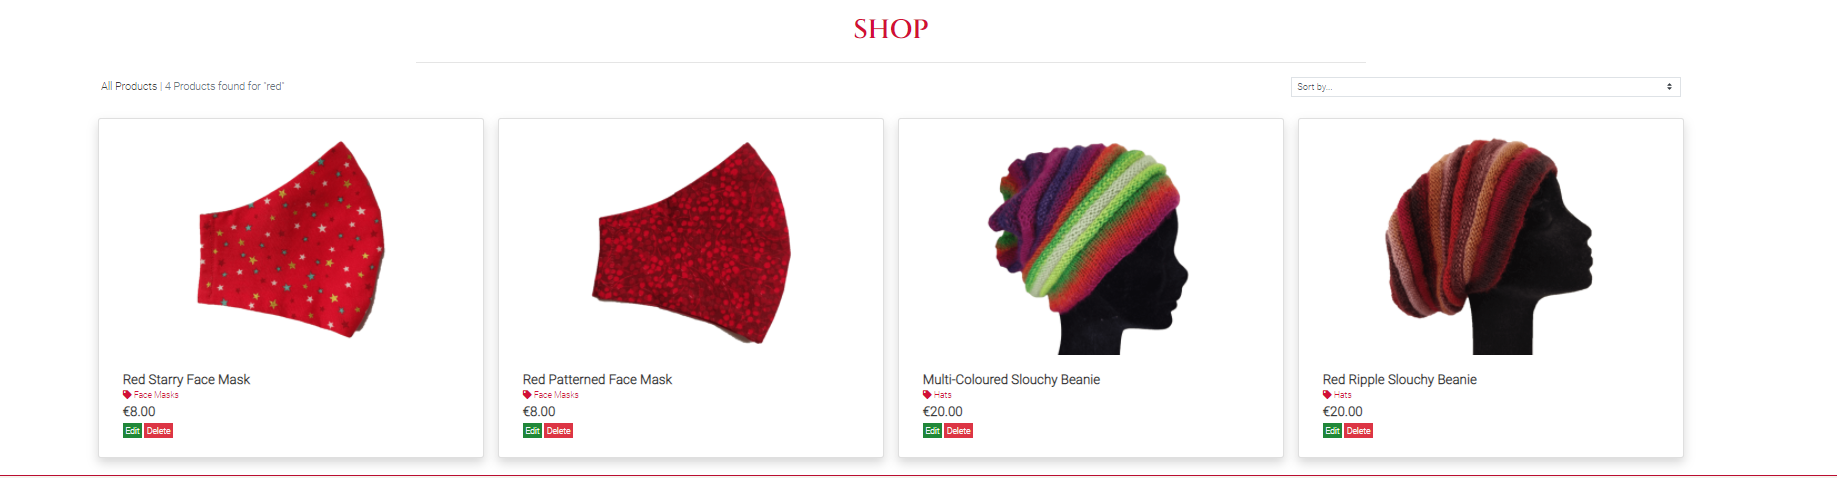 SHOP
All Products | 4 Products found for "red"
Sort by...
Red Starry Face Mask
Face Masks
€8.00
Edit Delete
Red Patterned Face Mask
Face Masks
€8.00
Edit Delete
Multi-Coloured Slouchy Beanie
Hats
€20.00
Edit Delete
Red Ripple Slouchy Beanie
Hats
€20.00
Edit Delete